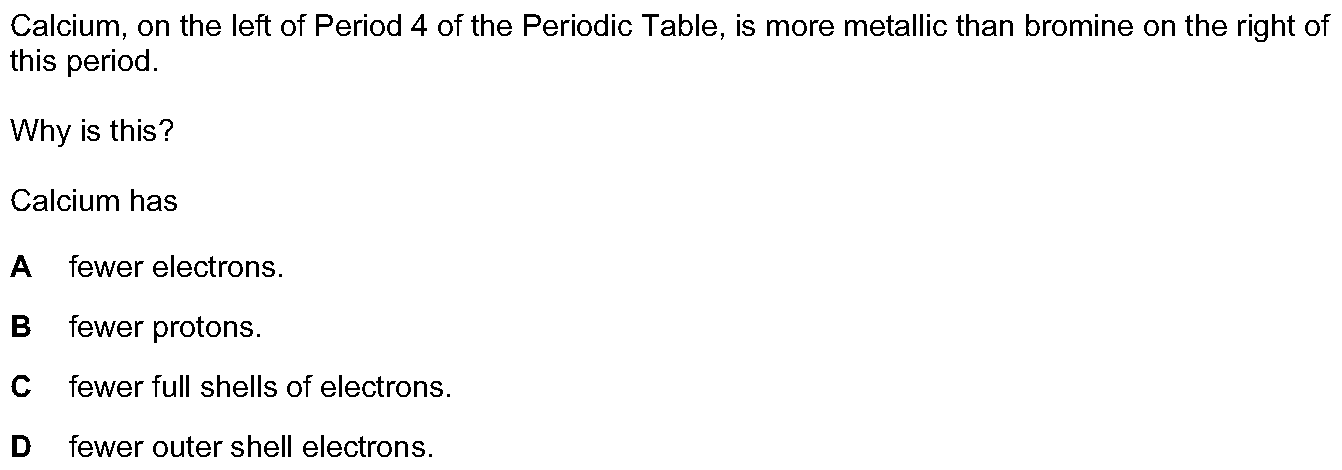 Calcium, on the left of Period 4 of the Periodic Table, is more metallic than bromine on the right of
this period.
Why is this?
Calcium has
A fewer electrons.
B fewer protons.
C fewer full shells of electrons.
D fewer outer shell electrons.